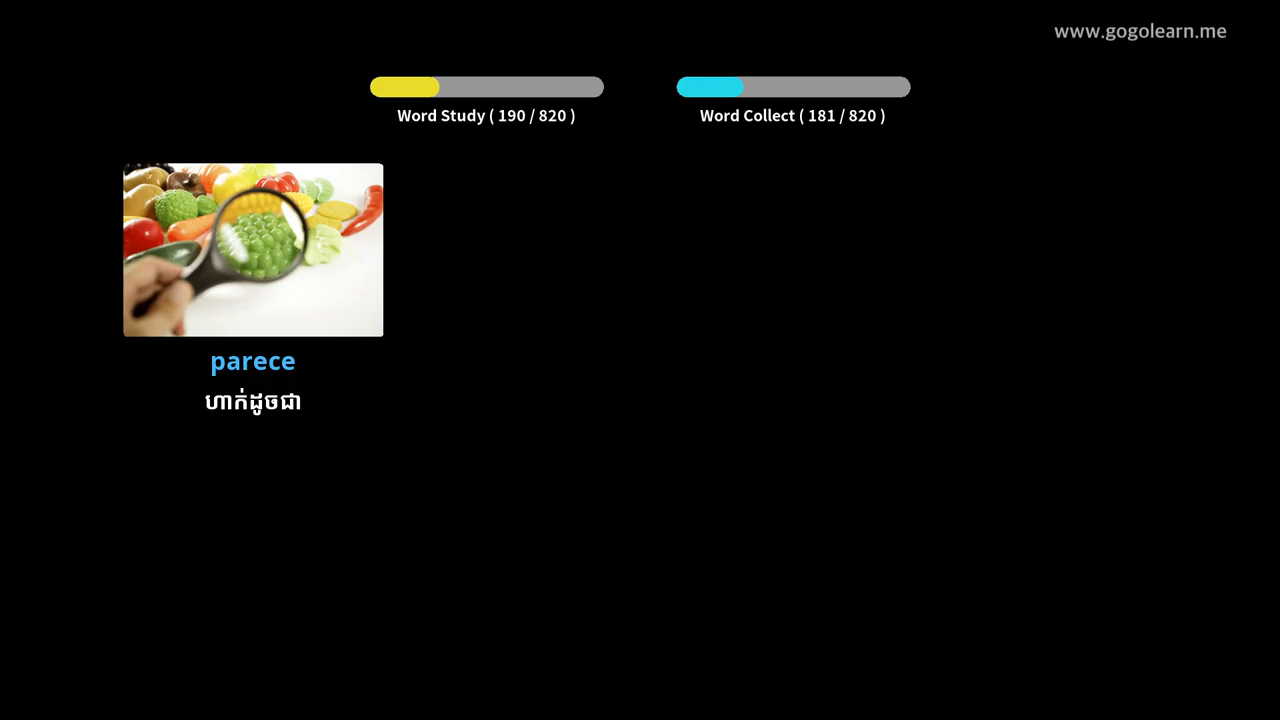 www.gogolearn.me
Word Study ( 190 / 820 )
Word Collect ( 181 / 820 )
parece
ហាក់ដូចជា